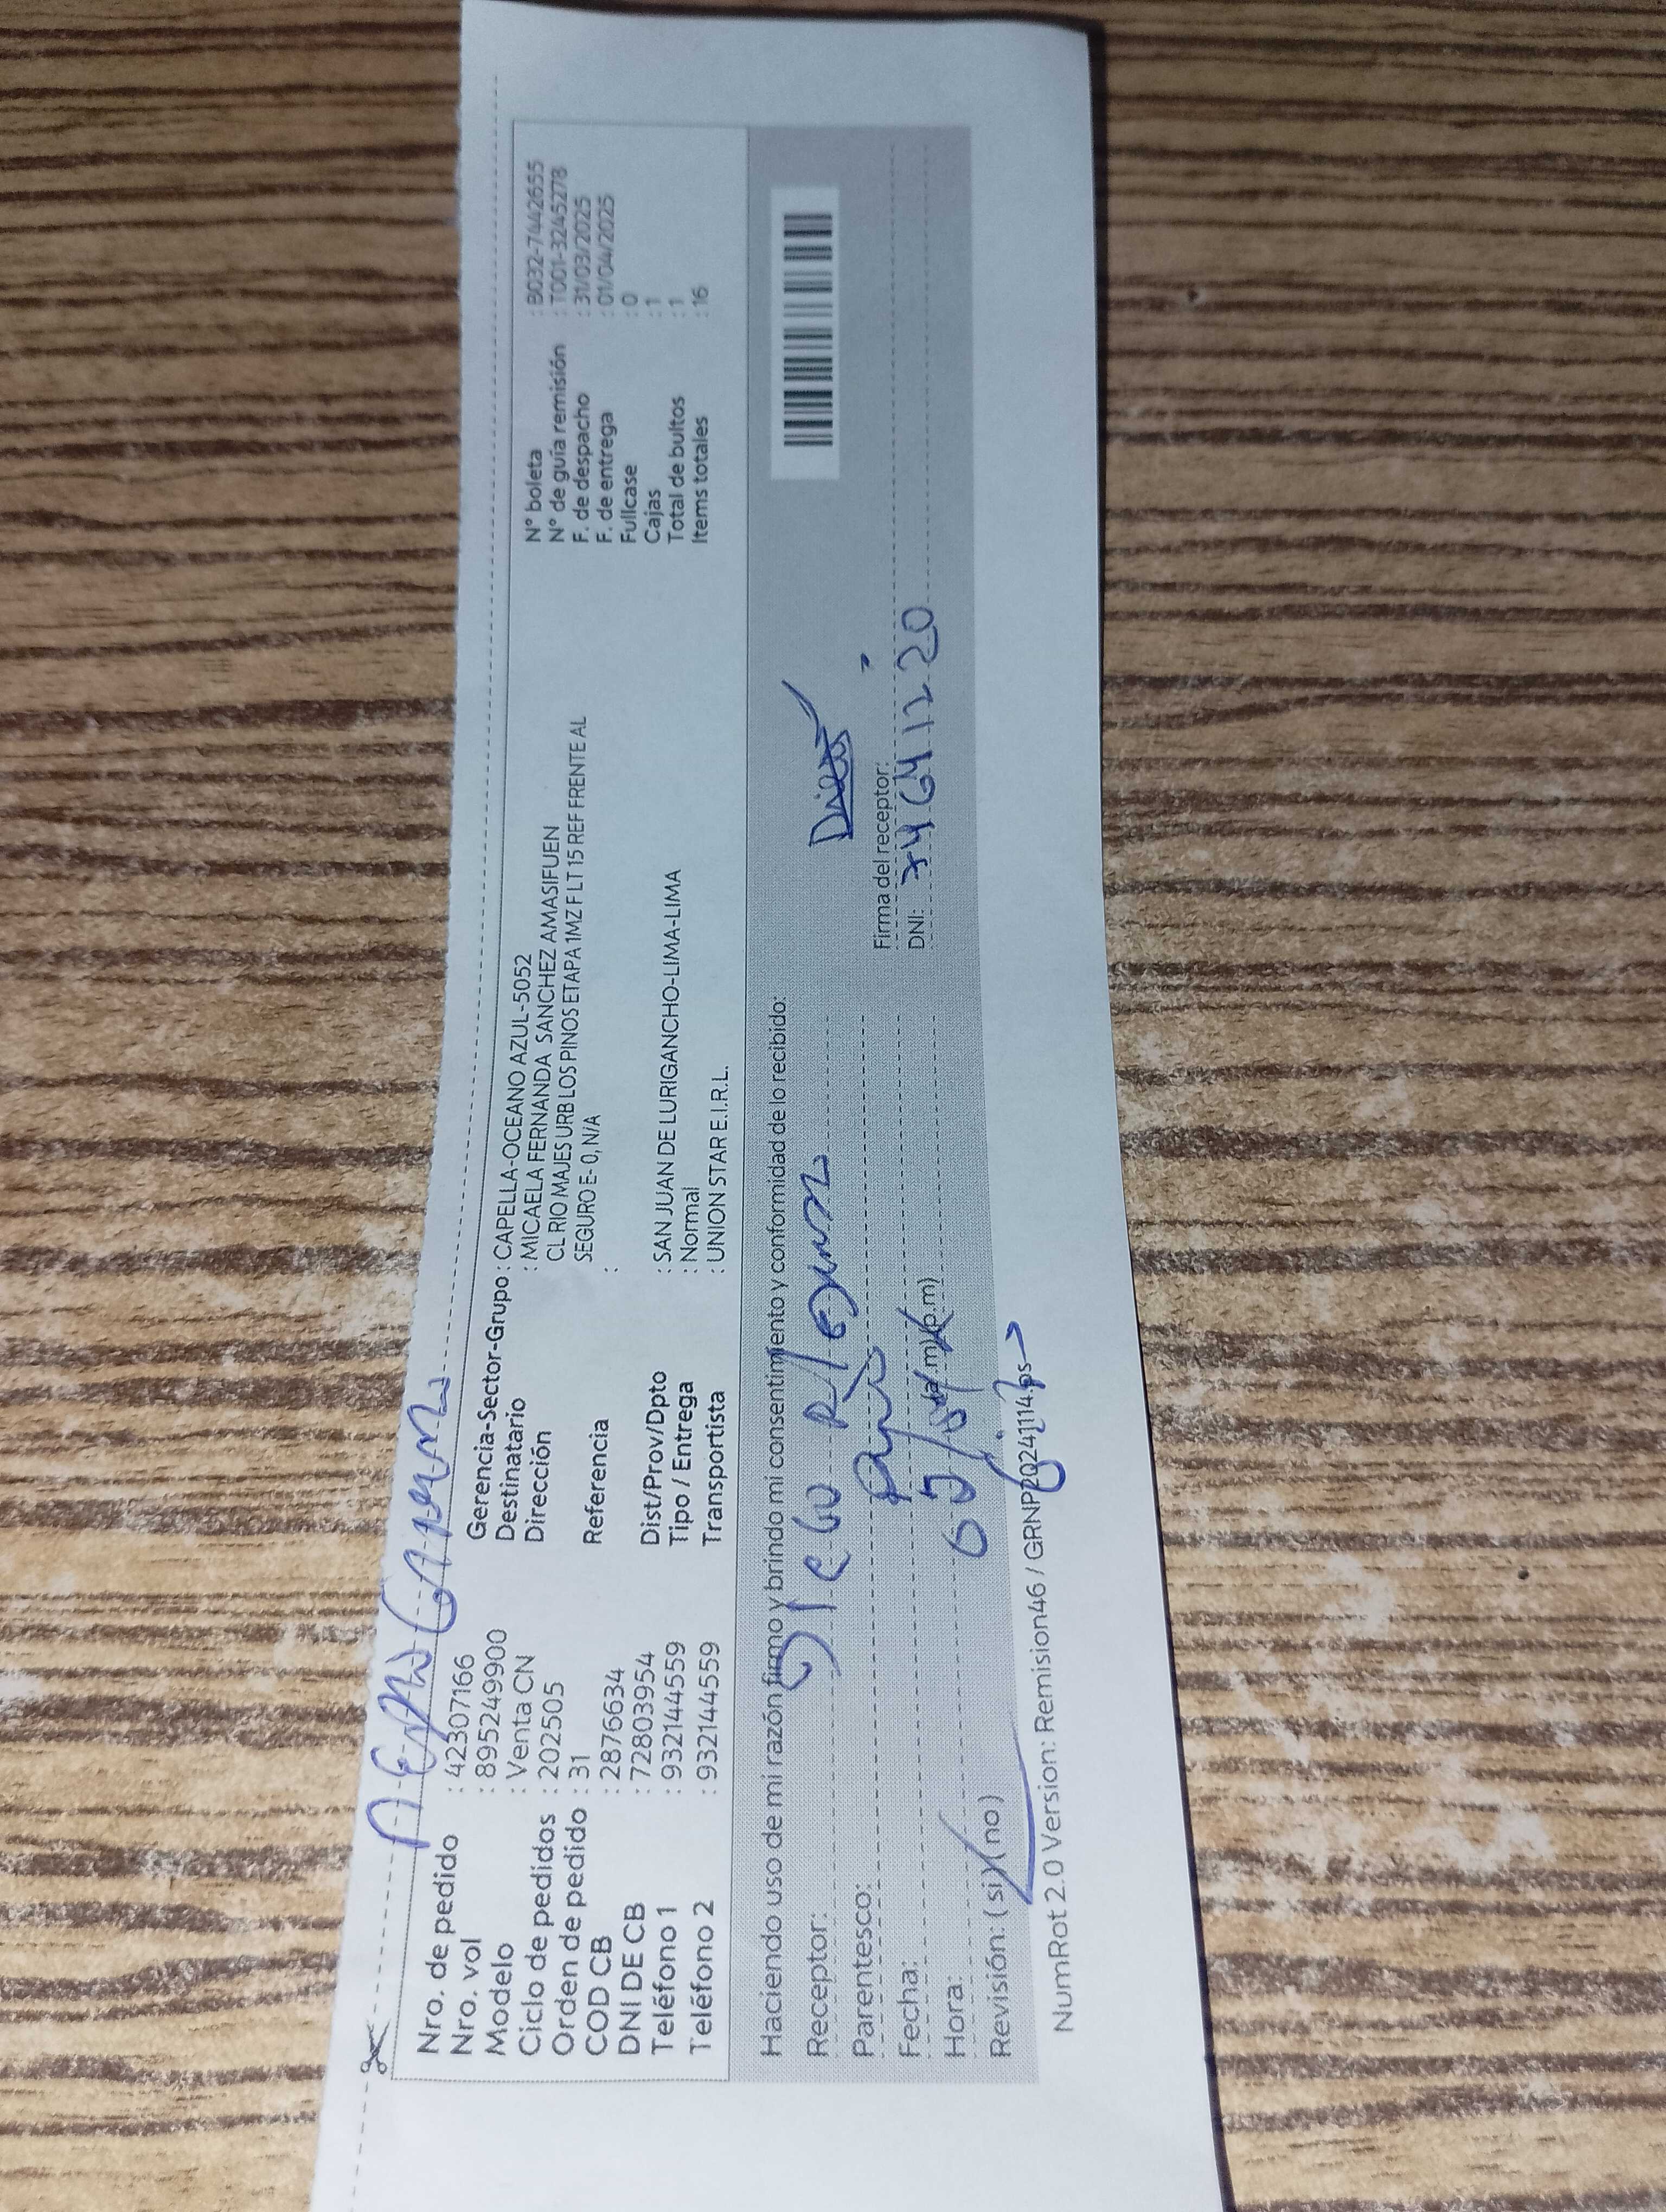 Nro. de pedido : 42307166
Nro. vol : 8952499900
Modelo : Venta CN
Ciclo de pedidos : 202505
Orden de pedido : 31
COD CB : 2876634
DNI DE CB : 72803954
Teléfono 1 : 932144559
Teléfono 2 : 932144559
Gerencia-Sector-Grupo : CAPELLA-OCEANO AZUL-5052
Destinatario : MICAELA FERNANDA SANCHEZ AMASIFUEN
Dirección CL RIO MAJES URB LOS PINOS ETAPA 1MZ F LT 15 REF FRENTE AL
SEGURO E- 0, N/A
Referencia :
Dist/Prov/Dpto : SAN JUAN DE LURIGANCHO-LIMA-LIMA
Tipo / Entrega : Normal
Transportista : UNION STAR E.I.R.L.
N° boleta : B032-74442655
N° de guía remisión : T001-3245278
F. de despacho : 31/03/2025
F. de entrega : 01/04/2025
Fullcase : 0
Cajas : 1
Total de bultos : 1
Items totales : 16
Haciendo uso de mi razón firmo y brindo mi consentimiento y conformidad de lo recibido:
Receptor:
Parentesco:
Fecha:
Hora: (a.m) (p.m)
Revisión: (si) (no)
Firma del receptor:
DNI: 74641220
NumRot 2.0 Version: Remision46 / GRNP20241114.ps